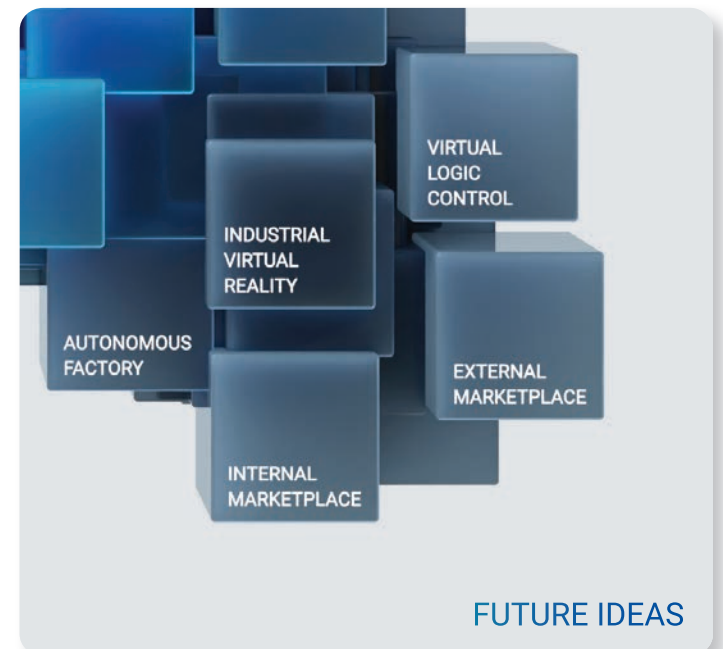 VIRTUAL
LOGIC
CONTROL
INDUSTRIAL
VIRTUAL
REALITY
AUTONOMOUS
FACTORY
EXTERNAL
MARKETPLACE
INTERNAL
MARKETPLACE
FUTURE IDEAS